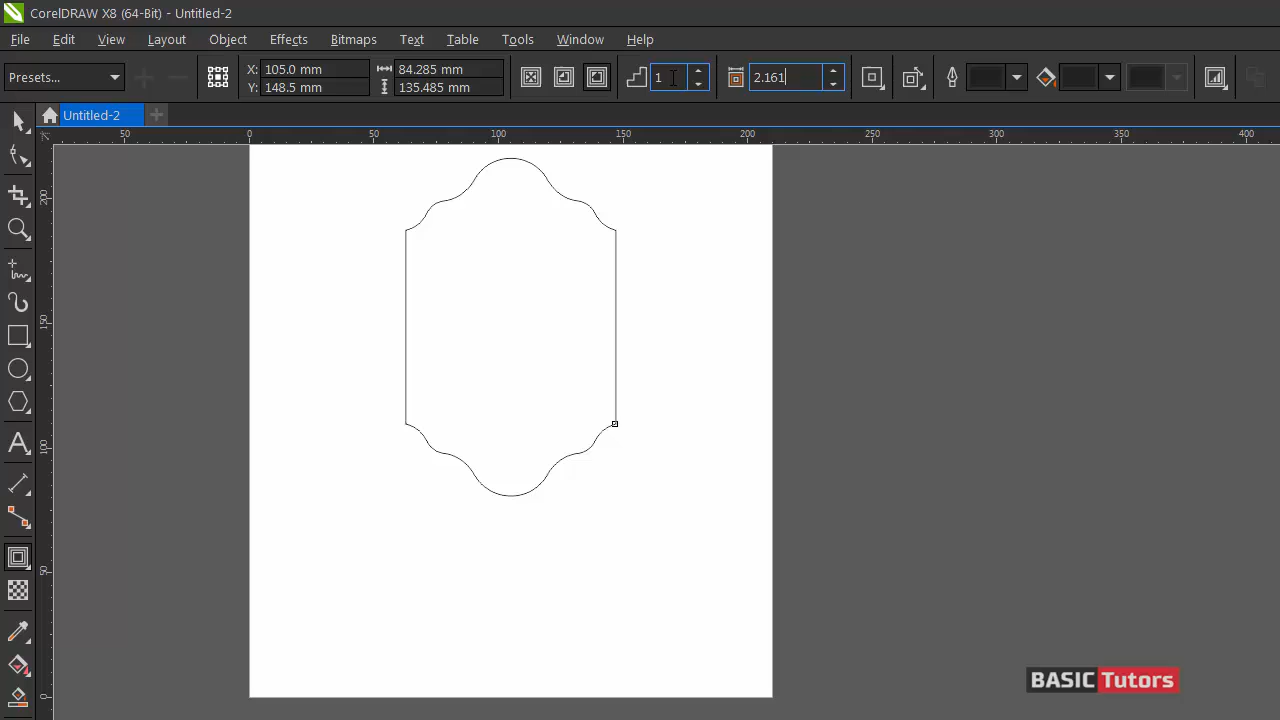 CorelDRAW X8 (64-Bit) - Untitled-2
File Edit View Layout Object Effects Bitmaps Text Table Tools Window Help
Presets... X: 105.0 mm 84.285 mm 1 2.161
Y: 148.5 mm 135.485 mm
Untitled-2
50 0 50 100 150 200 250 300 350 400
200
150
100
50
0
BASIC Tutors